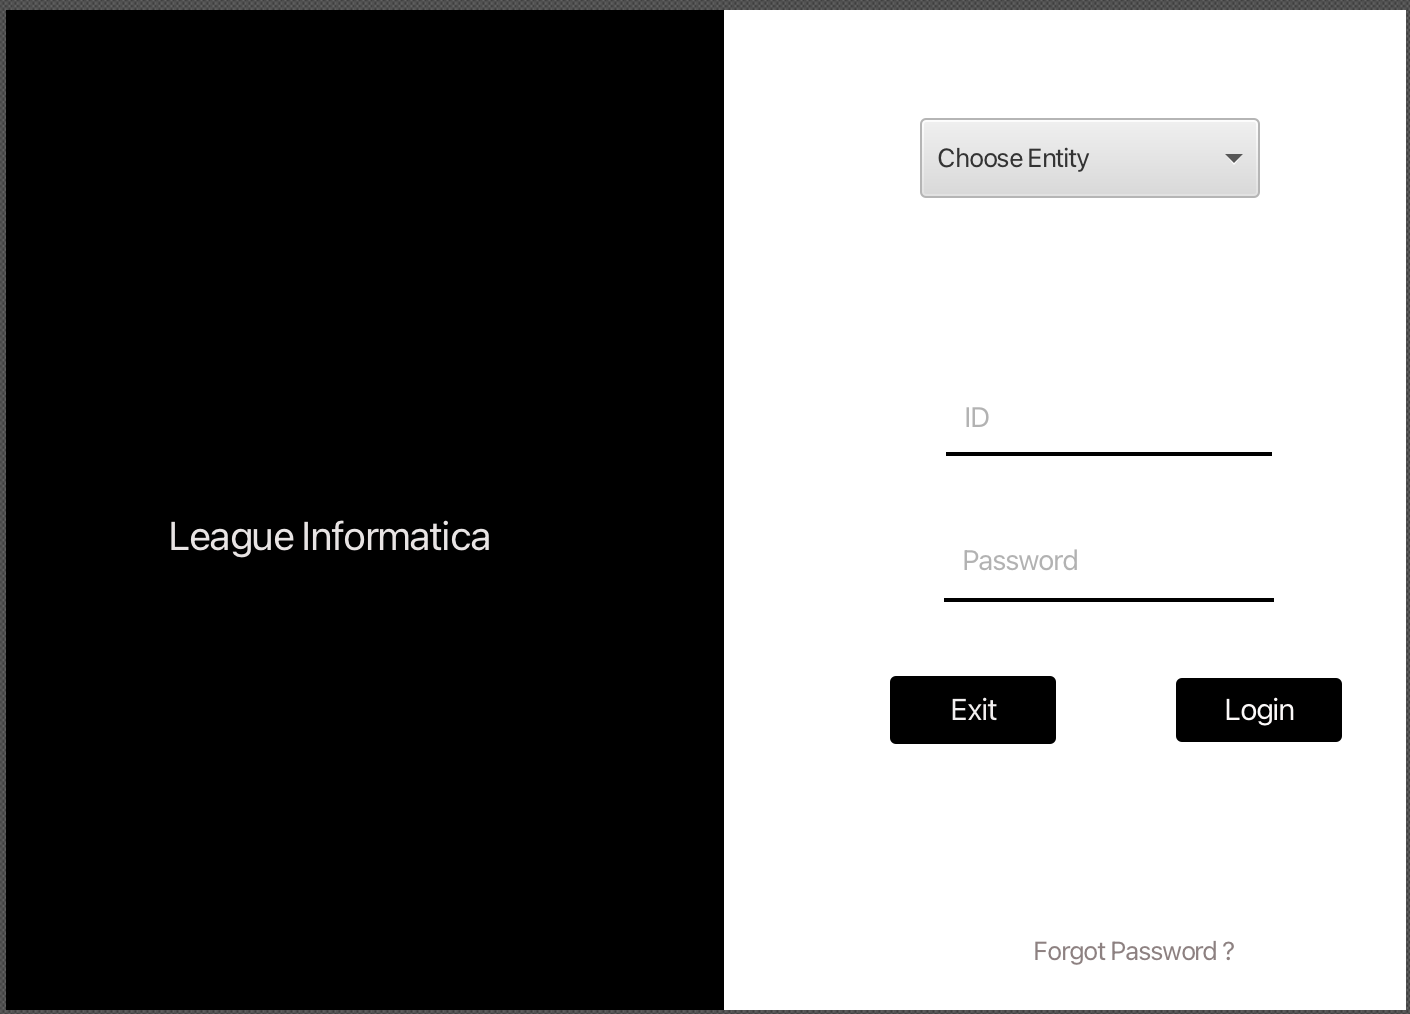 League Informatica
Choose Entity
ID
Password
Exit
Login
Forgot Password ?